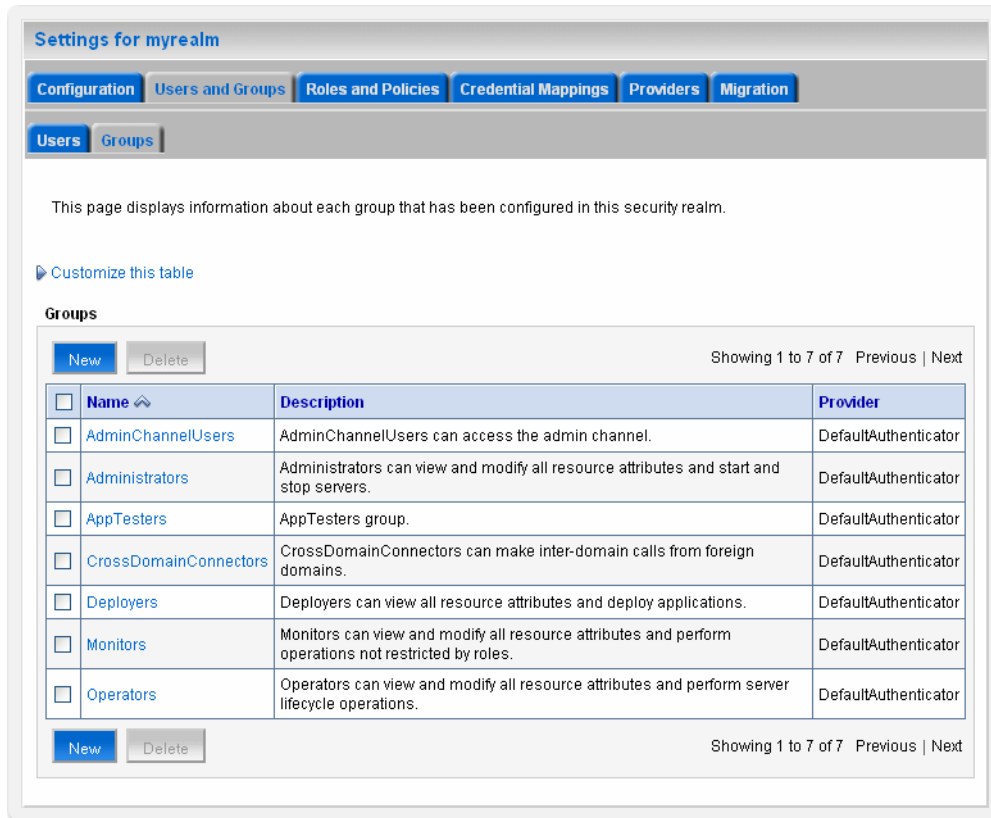 Settings for myrealm
Configuration Users and Groups Roles and Policies Credential Mappings Providers Migration
Users Groups
This page displays information about each group that has been configured in this security realm.
Customize this table
Groups
New Delete Showing 1 to 7 of 7 Previous | Next
Name Description Provider
AdminChannelUsers AdminChannelUsers can access the admin channel. DefaultAuthenticator
Administrators Administrators can view and modify all resource attributes and start and
stop servers. DefaultAuthenticator
AppTesters AppTesters group. DefaultAuthenticator
CrossDomainConnectors CrossDomainConnectors can make inter-domain calls from foreign
domains. DefaultAuthenticator
Deployers Deployers can view all resource attributes and deploy applications. DefaultAuthenticator
Monitors Monitors can view and modify all resource attributes and perform
operations not restricted by roles. DefaultAuthenticator
Operators Operators can view and modify all resource attributes and perform server
lifecycle operations. DefaultAuthenticator
New Delete Showing 1 to 7 of 7 Previous | Next